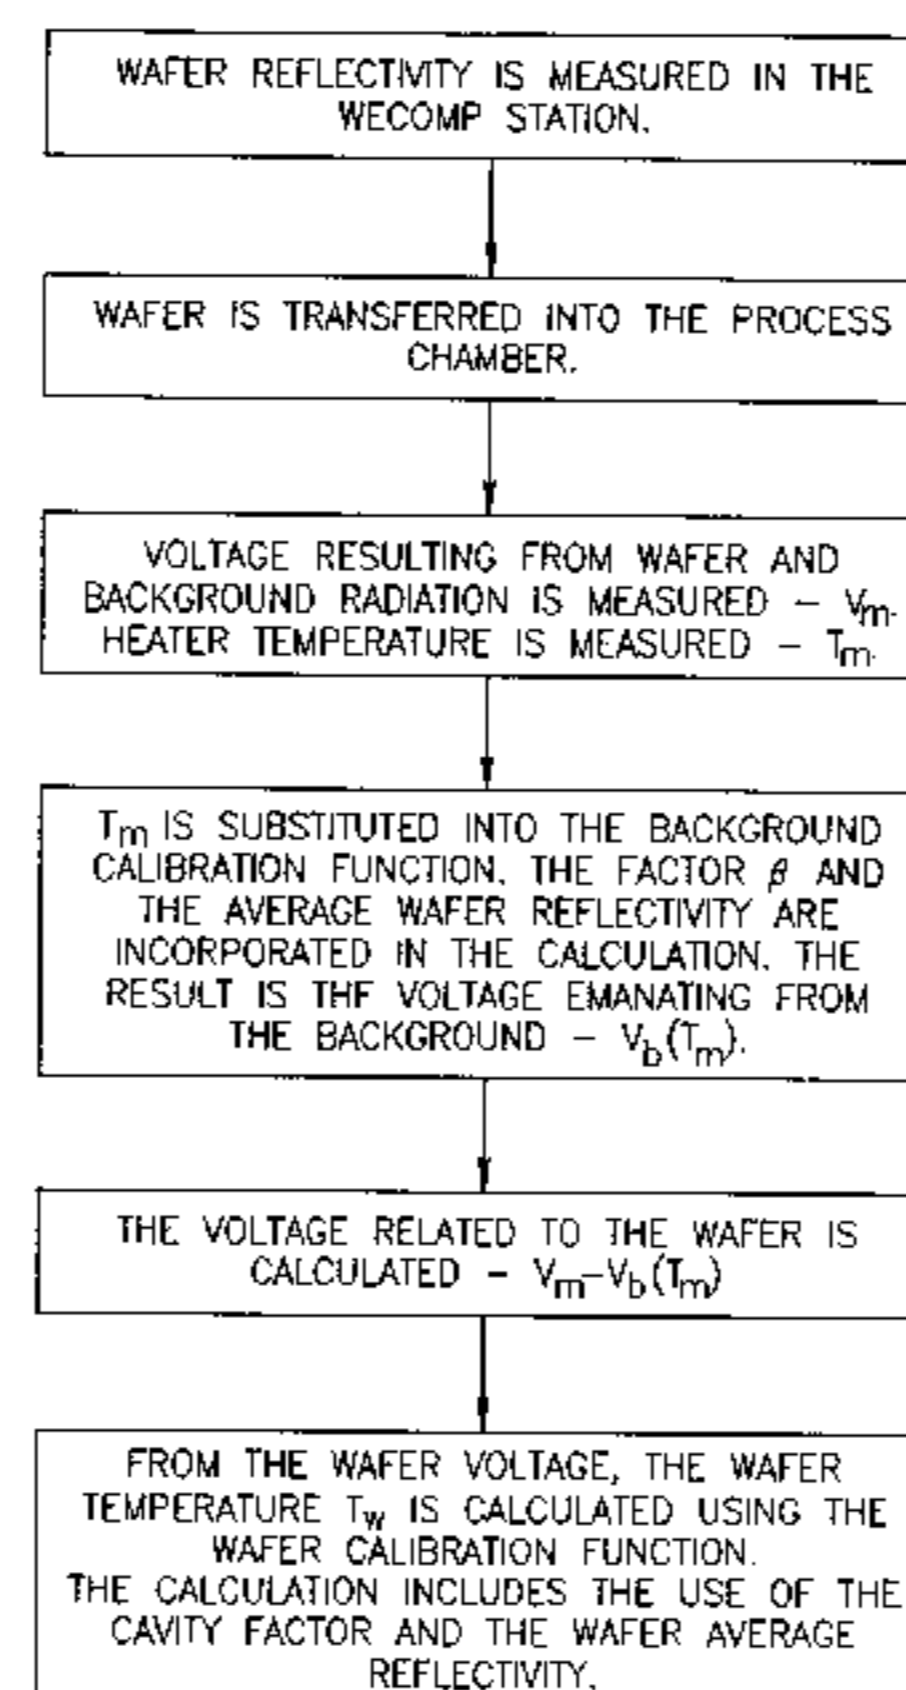 WAFER REFLECTIVITY IS MEASURED IN THE
WECOMP STATION.
WAFER IS TRANSFERRED INTO THE PROCESS
CHAMBER.
VOLTAGE RESULTING FROM WAFER AND
BACKGROUND RADIATION IS MEASURED – Vm.
HEATER TEMPERATURE IS MEASURED – Tm.
Tm IS SUBSTITUTED INTO THE BACKGROUND
CALIBRATION FUNCTION. THE FACTOR β AND
THE AVERAGE WAFER REFLECTIVITY ARE
INCORPORATED IN THE CALCULATION. THE
RESULT IS THE VOLTAGE EMANATING FROM
THE BACKGROUND – Vb(Tm).
THE VOLTAGE RELATED TO THE WAFER IS
CALCULATED – Vm–Vb(Tm)
FROM THE WAFER VOLTAGE, THE WAFER
TEMPERATURE Tw IS CALCULATED USING THE
WAFER CALIBRATION FUNCTION.
THE CALCULATION INCLUDES THE USE OF THE
CAVITY FACTOR AND THE WAFER AVERAGE
REFLECTIVITY.